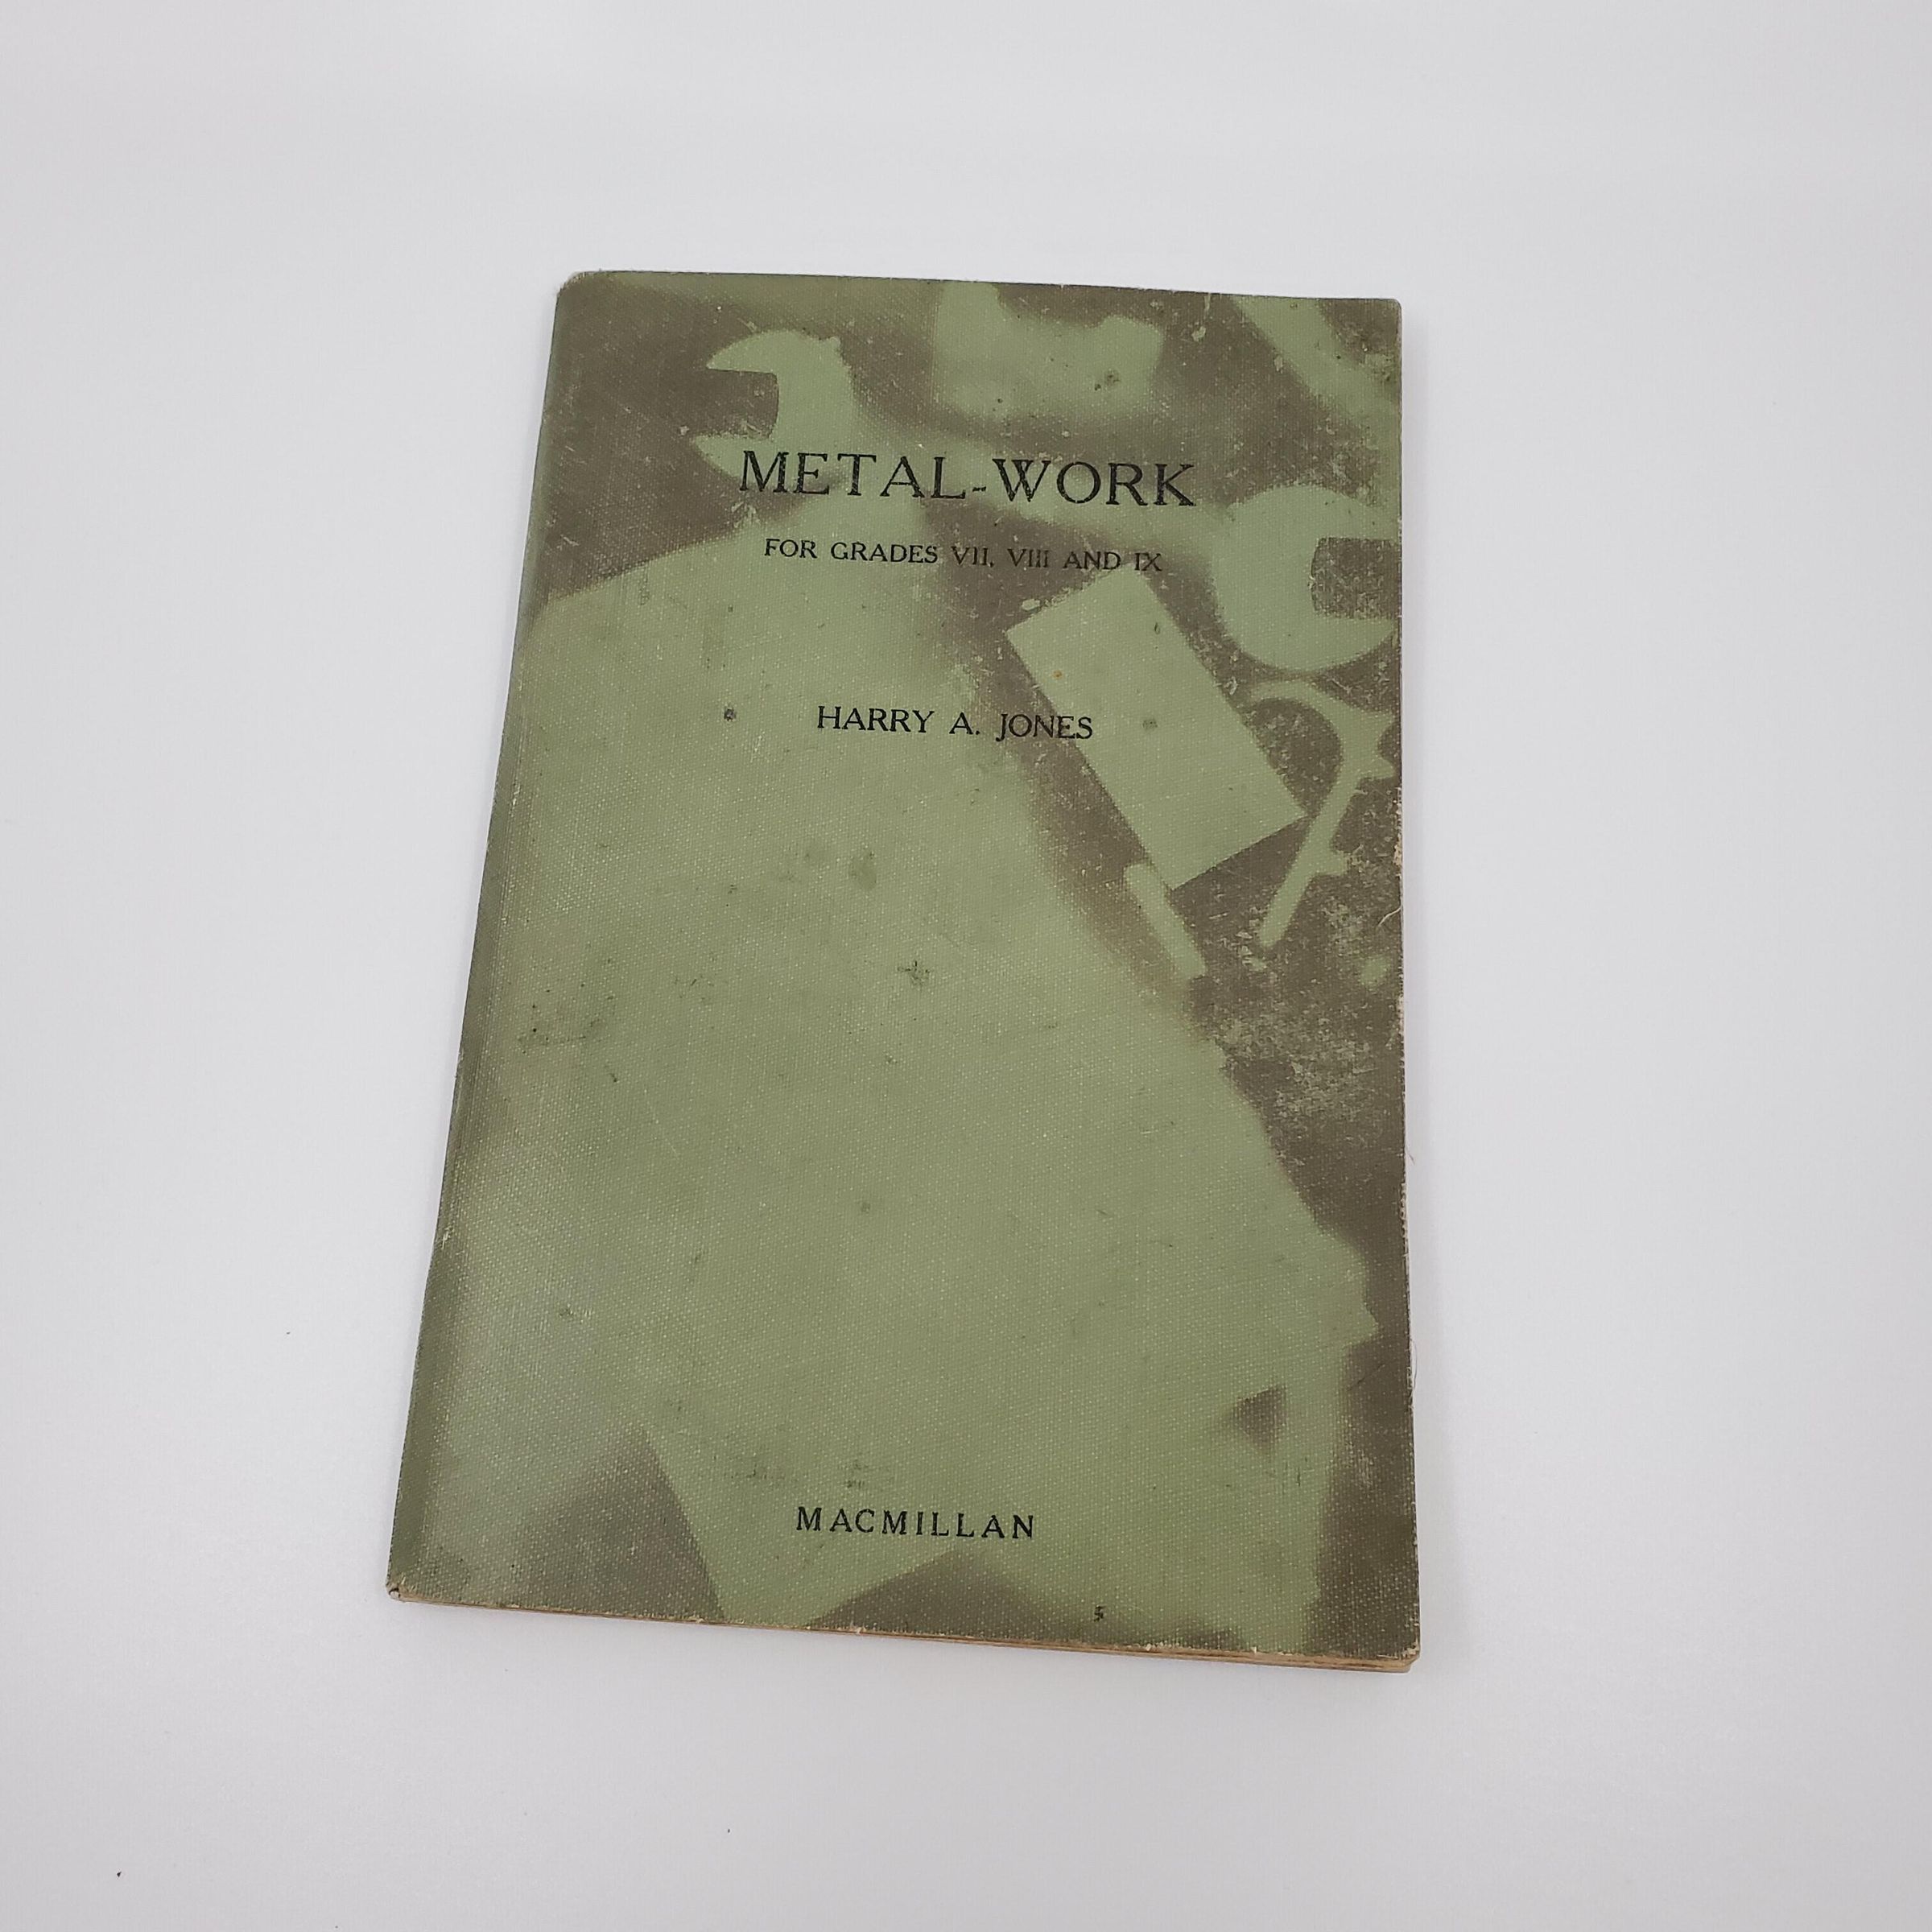 METAL-WORK
FOR GRADES VII, VIII AND IX
HARRY A. JONES
MACMILLAN